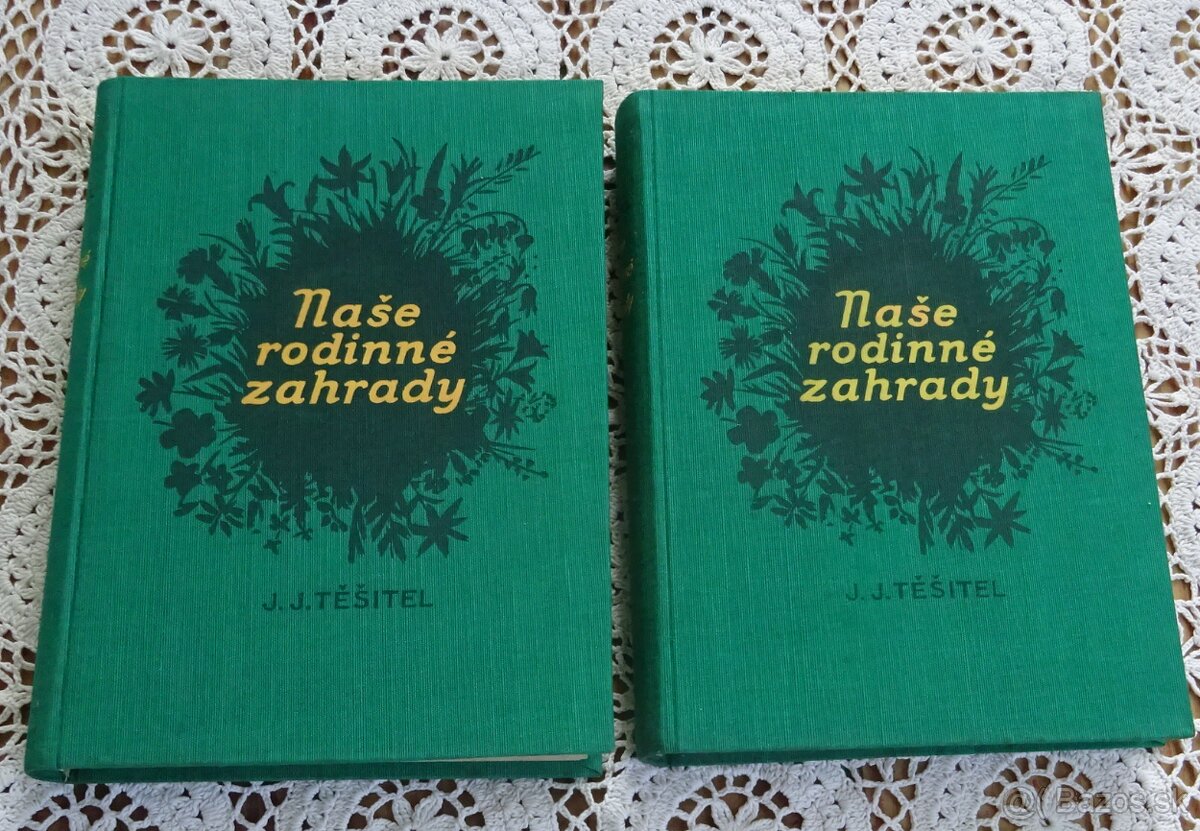 Naše
rodinné
zahrady
J. J. TĚŠITEL
Naše
rodinné
zahrady
J. J. TĚŠITEL
Bazos.sk